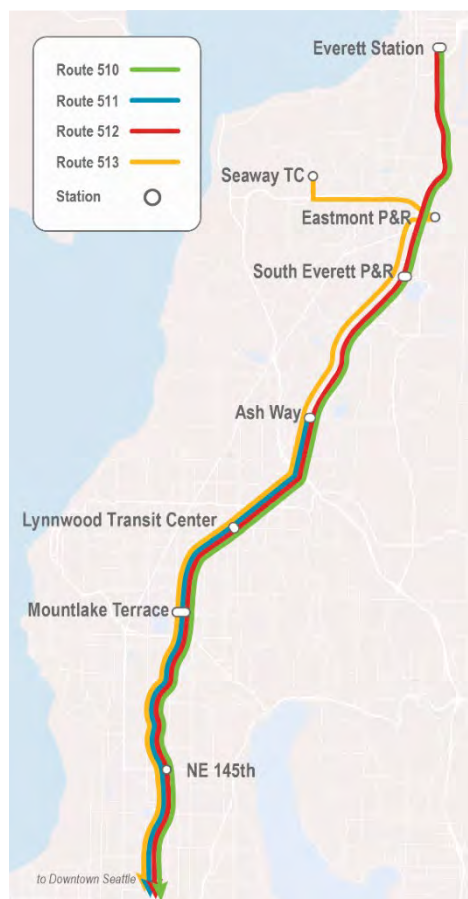 Route 510
Route 511
Route 512
Route 513
Station
Everett Station
Seaway TC
Eastmont P&R
South Everett P&R
Ash Way
Lynnwood Transit Center
Mountlake Terrace
NE 145th
to Downtown Seattle